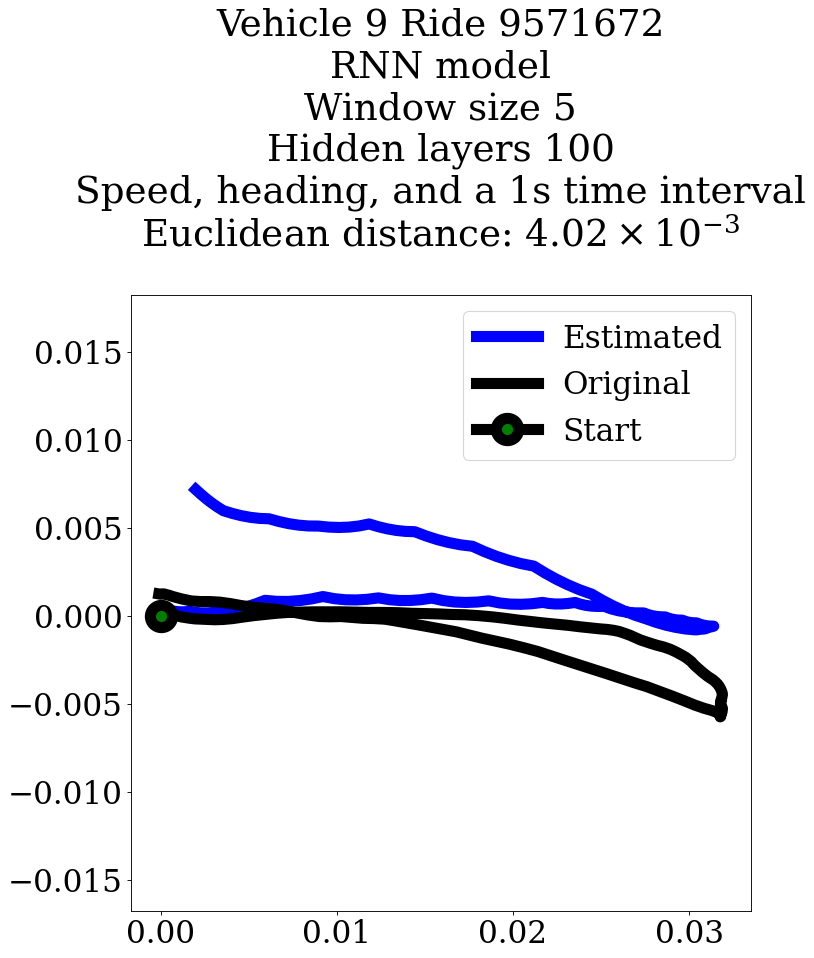 Vehicle 9 Ride 9571672
RNN model
Window size 5
Hidden layers 100
Speed, heading, and a 1s time interval
Euclidean distance: 4.02 × 10⁻³
Estimated
Original
Start
0.015
0.010
0.005
0.000
−0.005
−0.010
−0.015
0.00 0.01 0.02 0.03